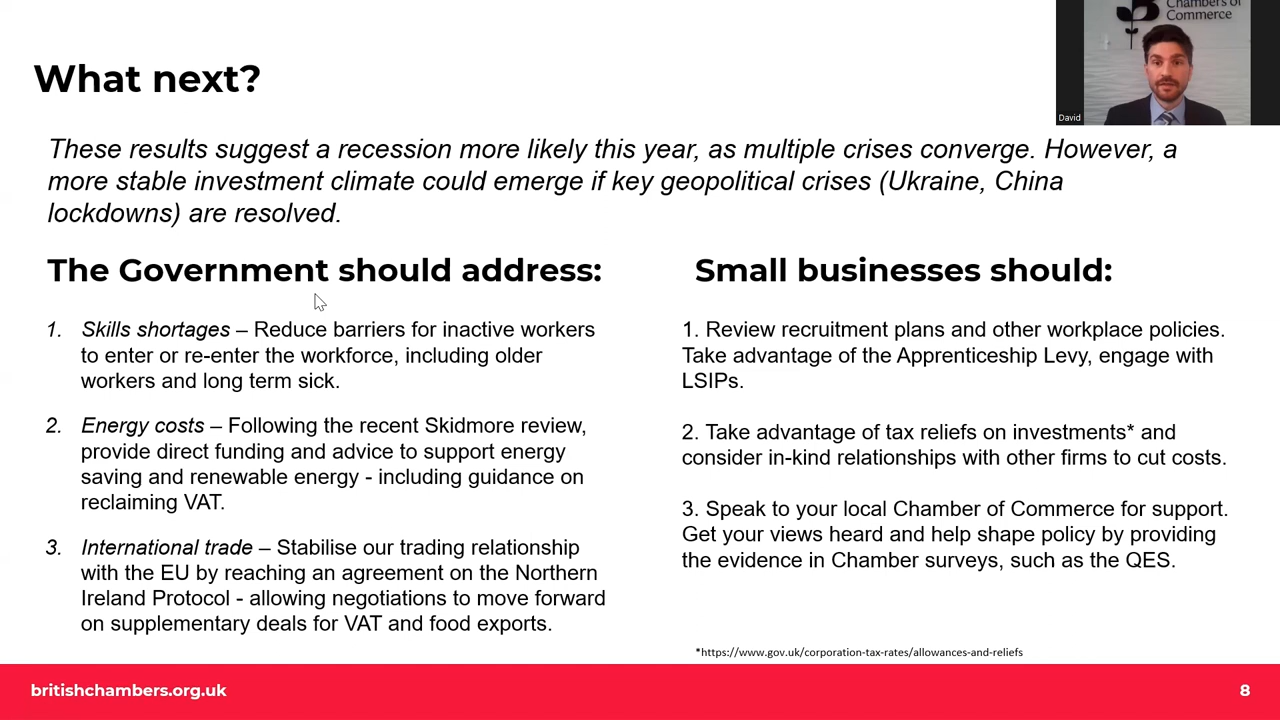 Chambers of
Commerce
David
What next?
These results suggest a recession more likely this year, as multiple crises converge. However, a
more stable investment climate could emerge if key geopolitical crises (Ukraine, China
lockdowns) are resolved.
The Government should address:
1. Skills shortages – Reduce barriers for inactive workers
to enter or re-enter the workforce, including older
workers and long term sick.
2. Energy costs – Following the recent Skidmore review,
provide direct funding and advice to support energy
saving and renewable energy - including guidance on
reclaiming VAT.
3. International trade – Stabilise our trading relationship
with the EU by reaching an agreement on the Northern
Ireland Protocol - allowing negotiations to move forward
on supplementary deals for VAT and food exports.
Small businesses should:
1. Review recruitment plans and other workplace policies.
Take advantage of the Apprenticeship Levy, engage with
LSIPs.
2. Take advantage of tax reliefs on investments* and
consider in-kind relationships with other firms to cut costs.
3. Speak to your local Chamber of Commerce for support.
Get your views heard and help shape policy by providing
the evidence in Chamber surveys, such as the QES.
*https://www.gov.uk/corporation-tax-rates/allowances-and-reliefs
britishchambers.org.uk
8